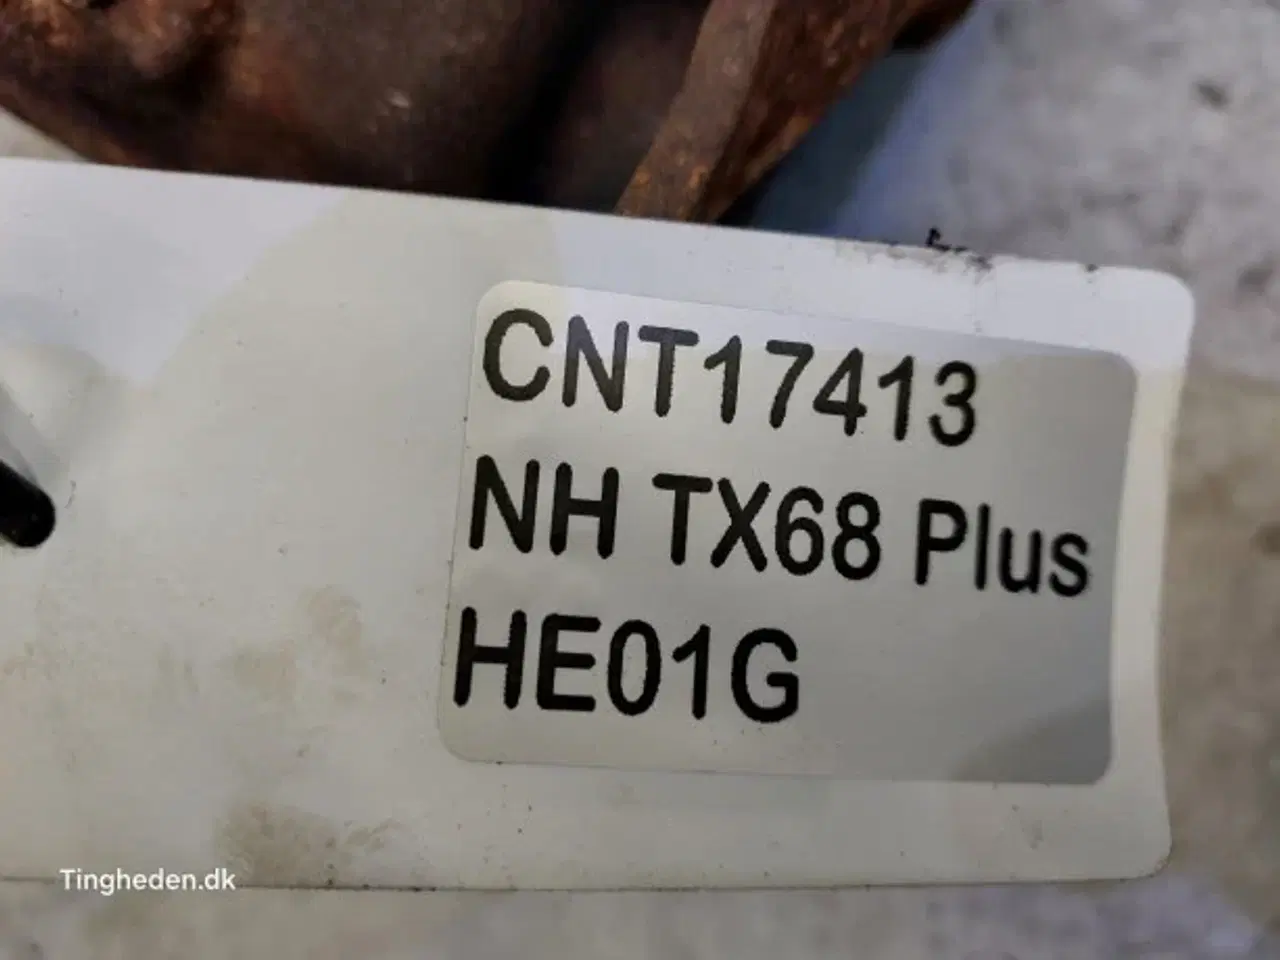 CNT17413
NH TX68 Plus
HE01G
Tingheden.dk